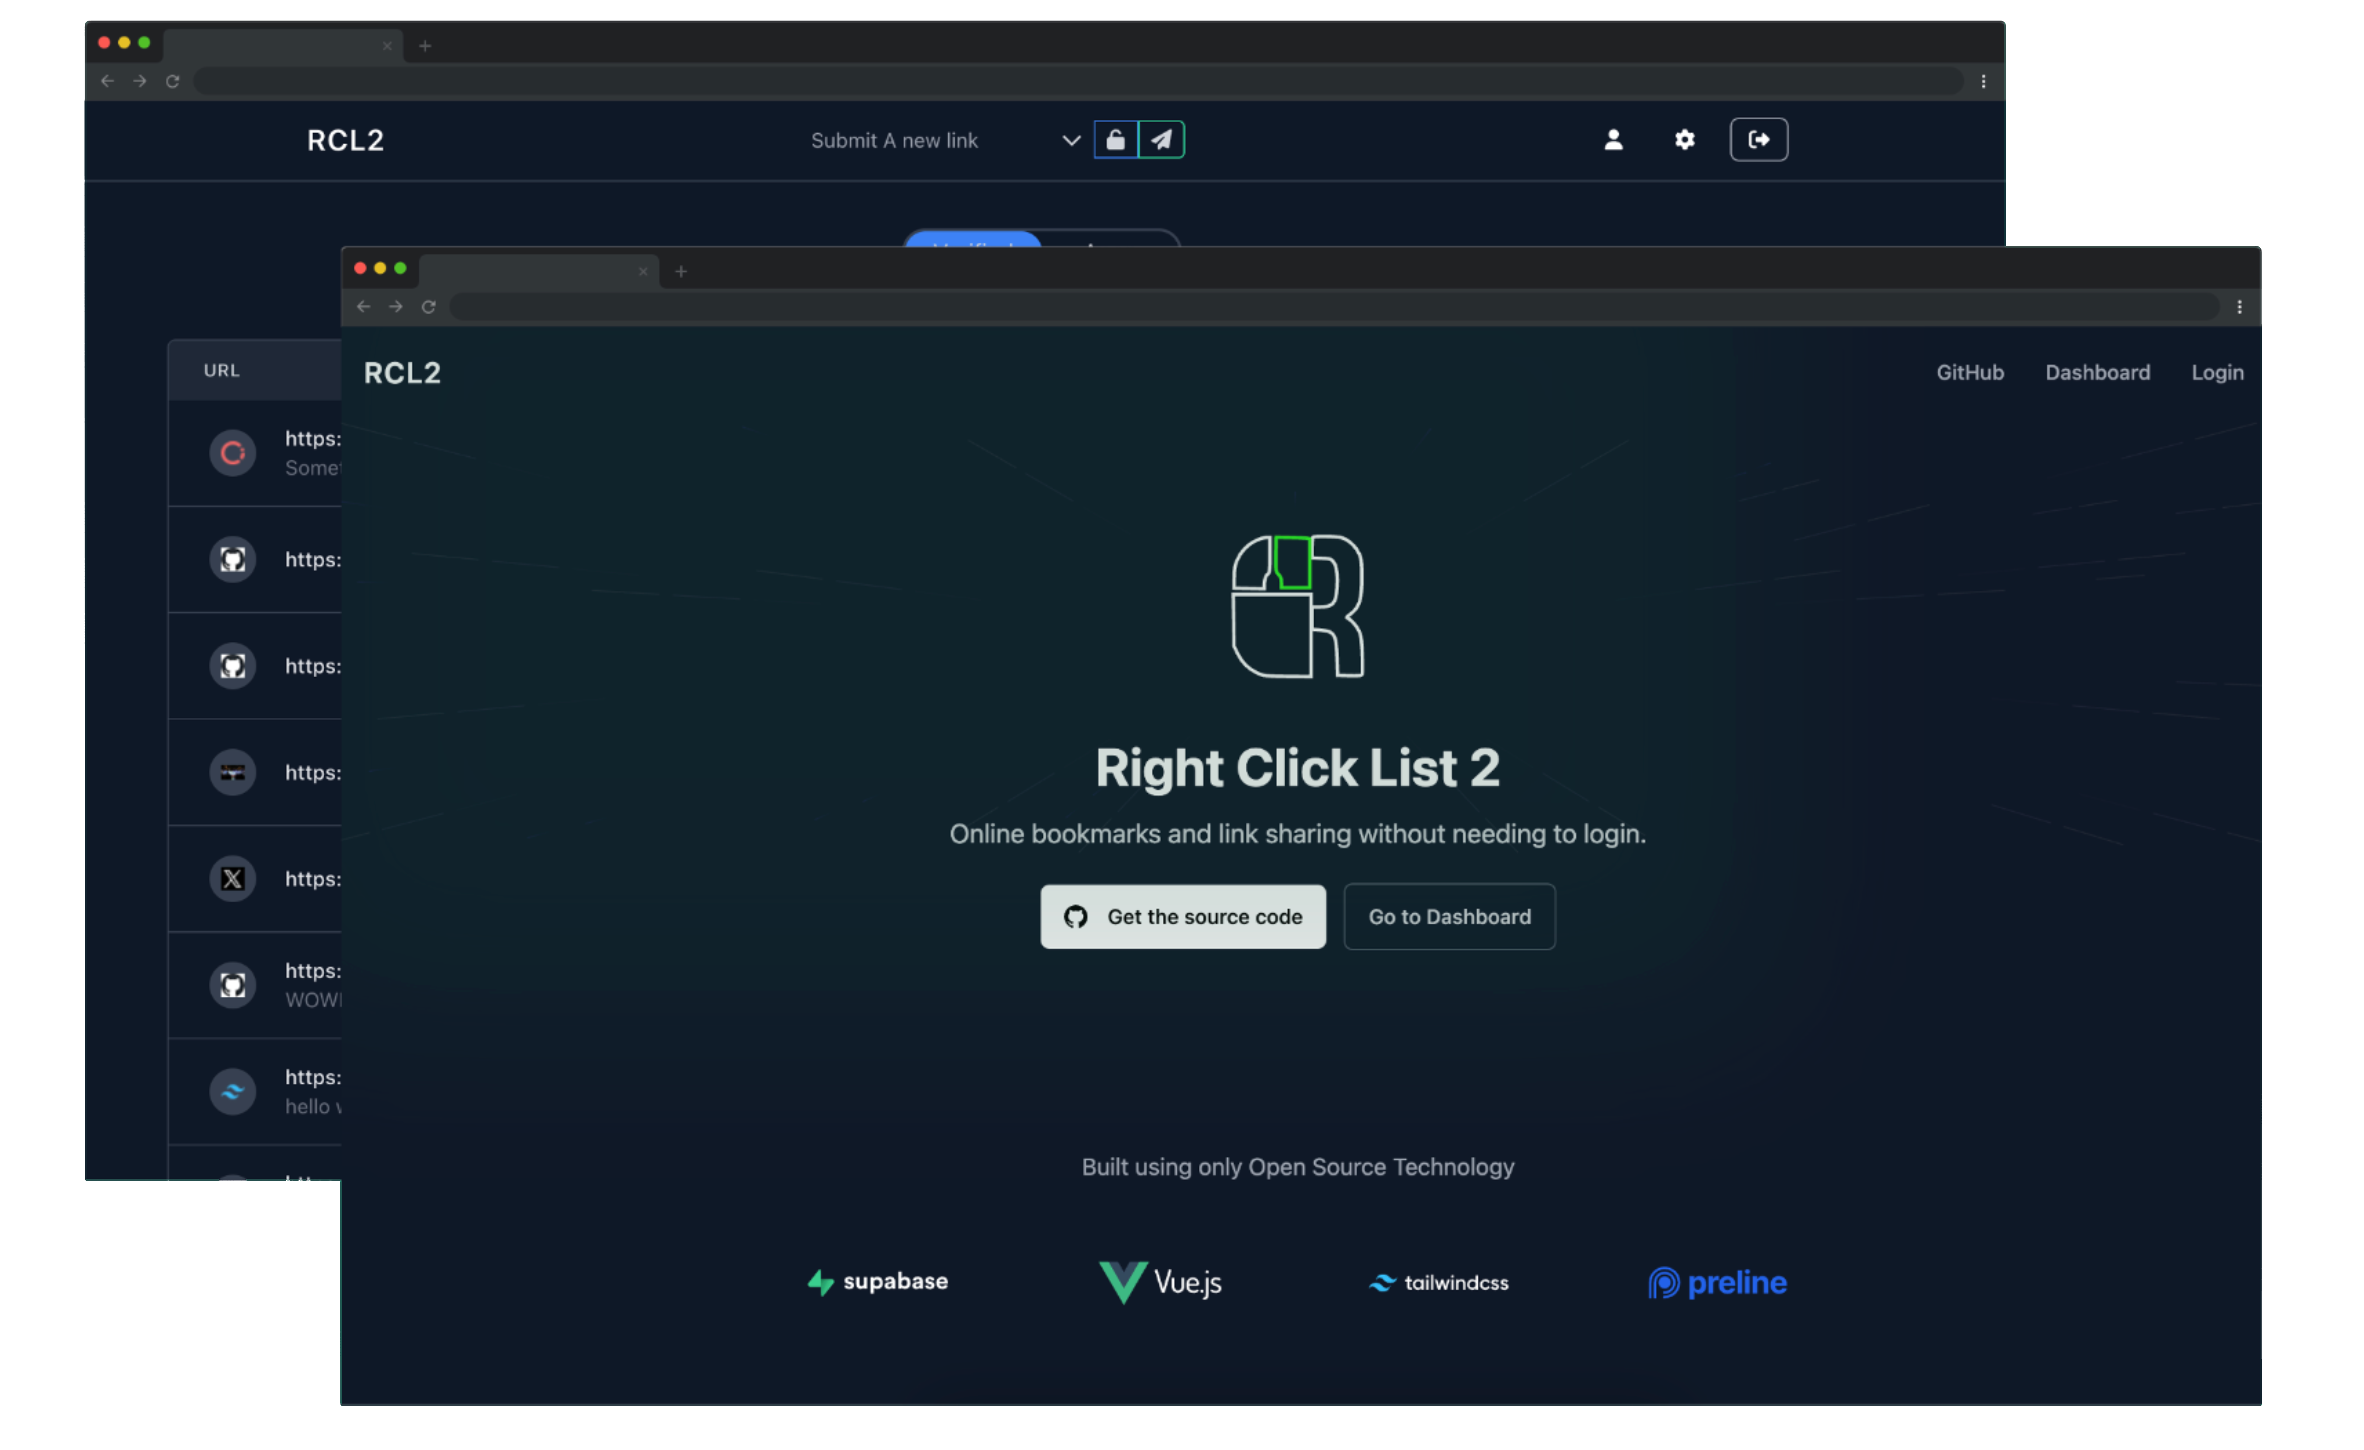 RCL2
Submit A new link
URL
https:
https:
https:
https:
https:
https:
https:
hello
RCL2
GitHub Dashboard Login
R
Right Click List 2
Online bookmarks and link sharing without needing to login.
Get the source code Go to Dashboard
Built using only Open Source Technology
supabase Vue.js tailwindcss preline